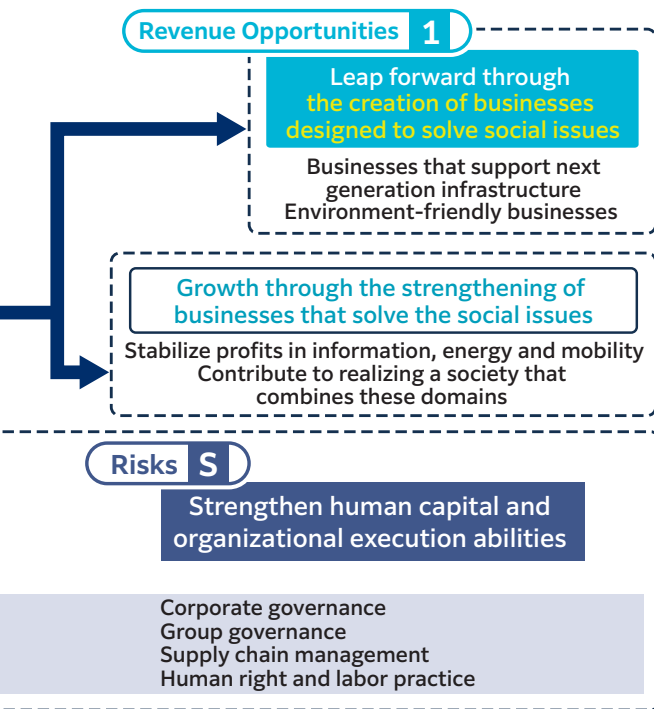 Revenue Opportunities 1
Leap forward through
the creation of businesses
designed to solve social issues
Businesses that support next
generation infrastructure
Environment-friendly businesses
Growth through the strengthening of
businesses that solve the social issues
Stabilize profits in information, energy and mobility
Contribute to realizing a society that
combines these domains
Risks S
Strengthen human capital and
organizational execution abilities
Corporate governance
Group governance
Supply chain management
Human right and labor practice